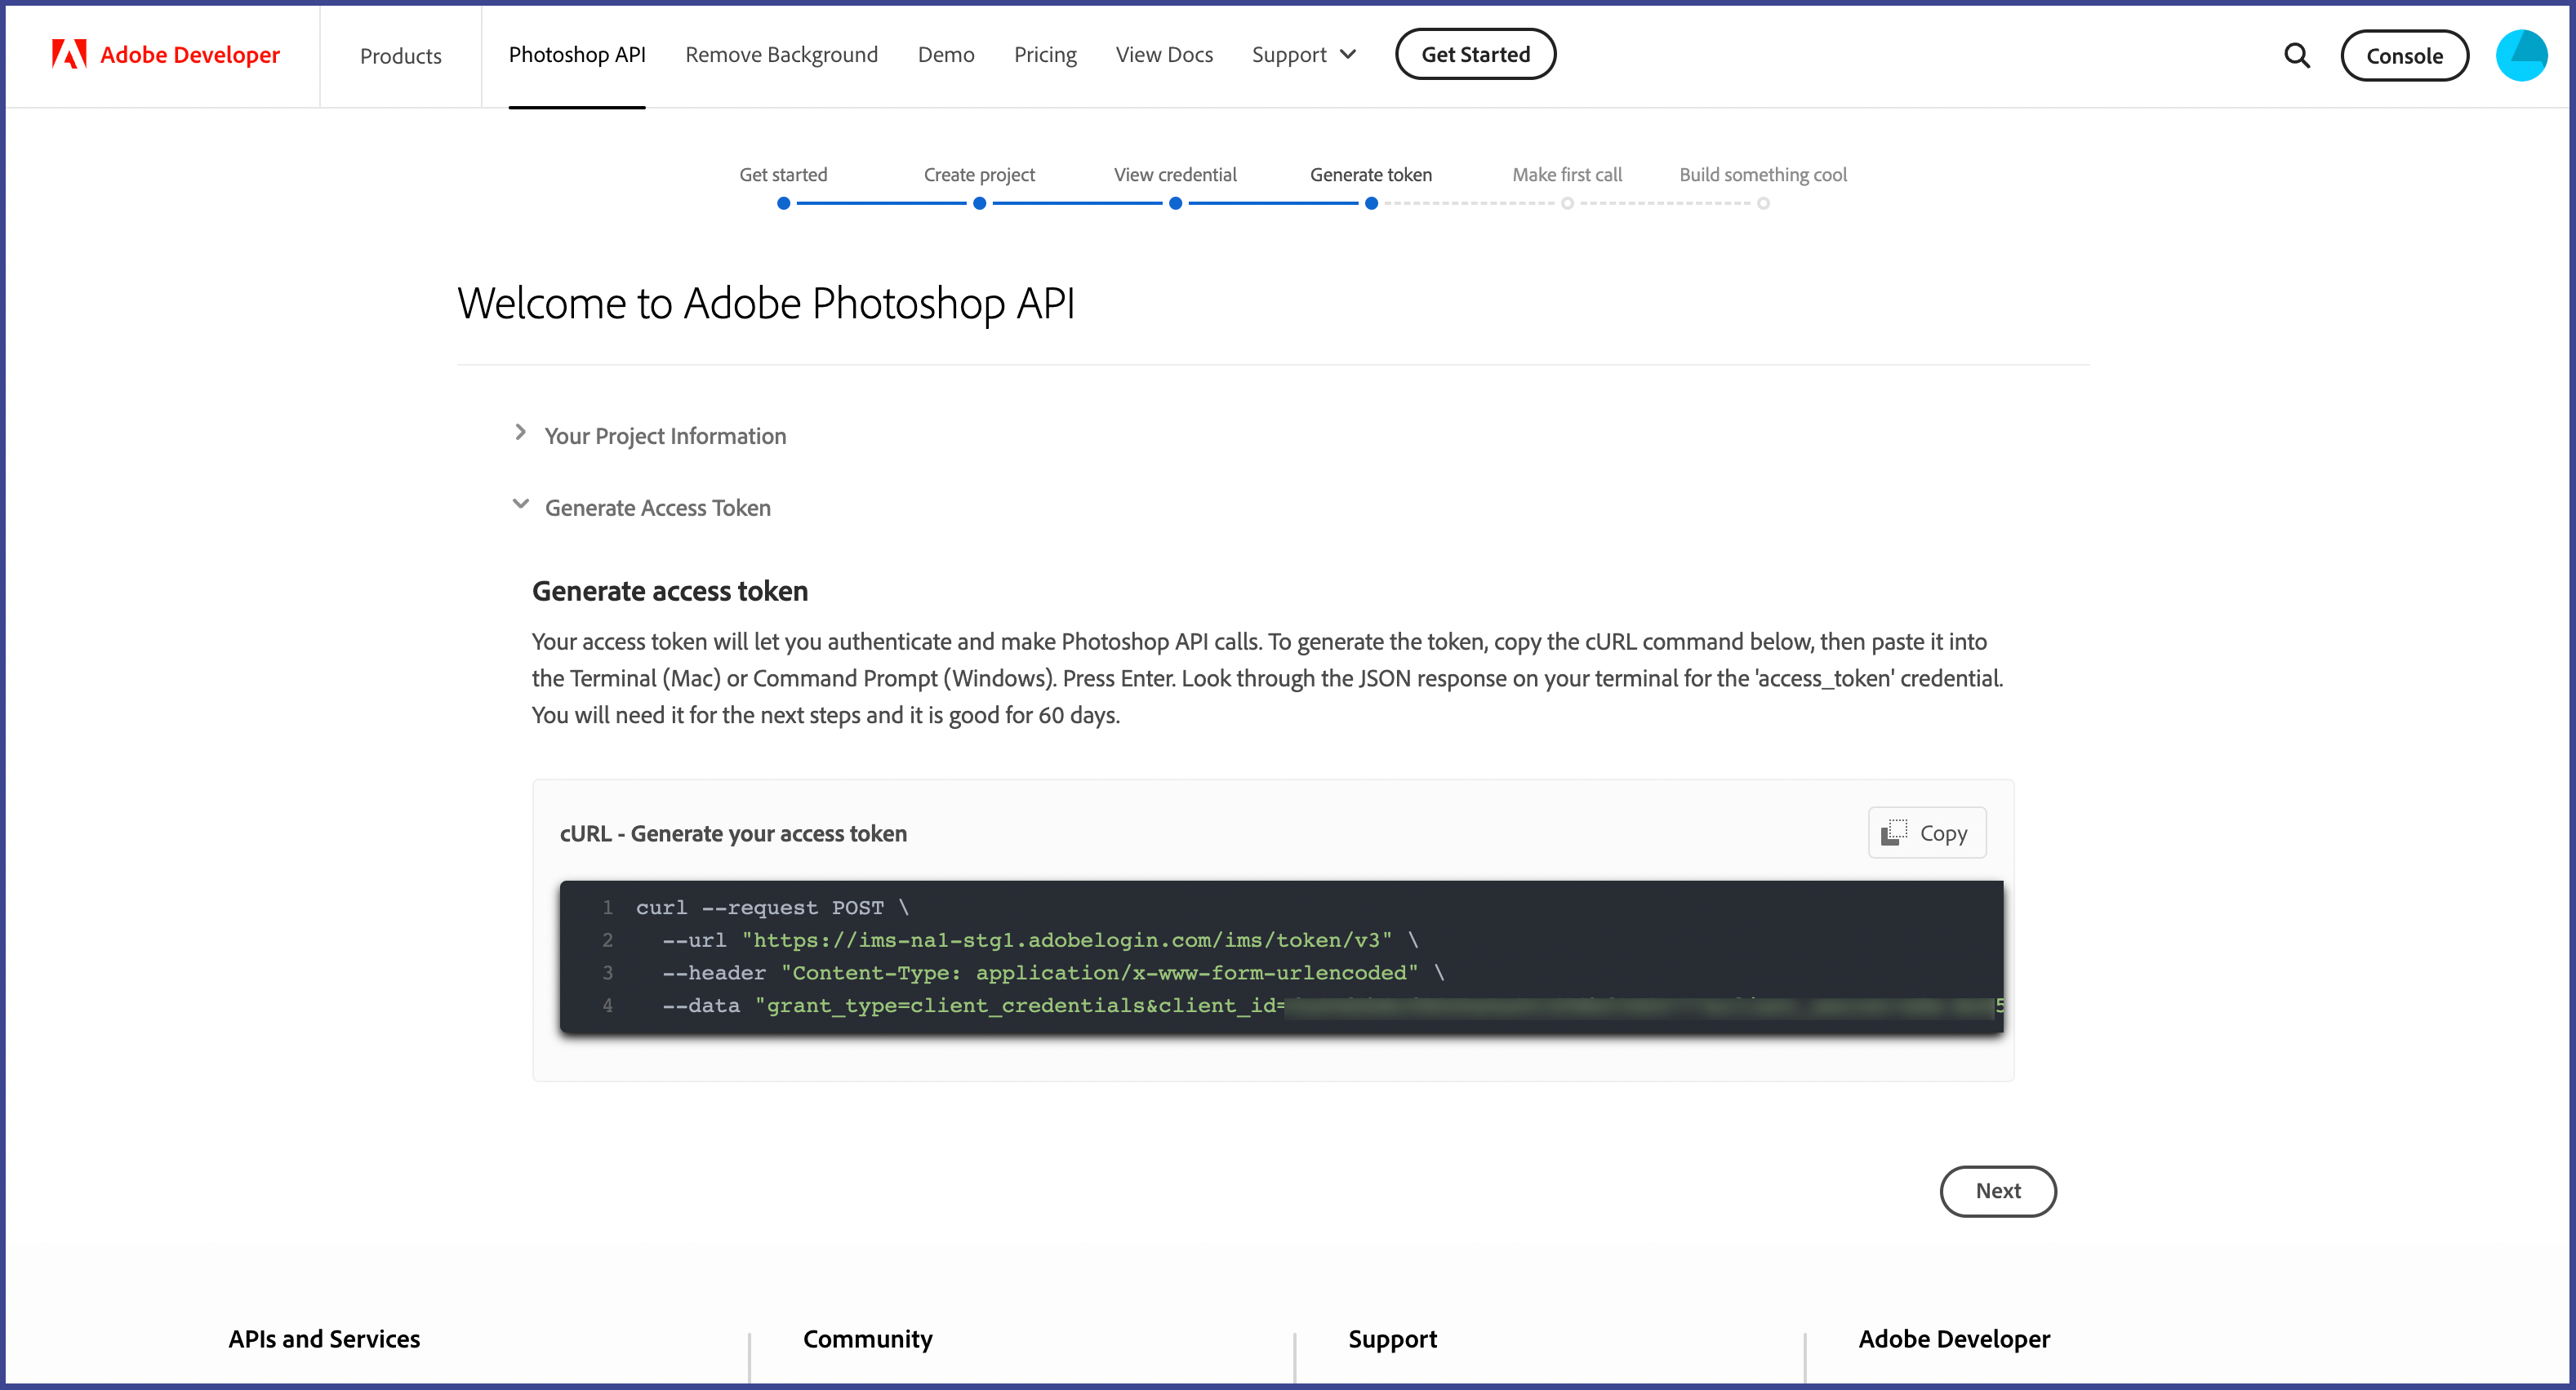 Adobe Developer
Products
Photoshop API
Remove Background
Demo
Pricing
View Docs
Support
Get Started
Console
Get started
Create project
View credential
Generate token
Make first call
Build something cool
Welcome to Adobe Photoshop API
Your Project Information
Generate Access Token
Generate access token
Your access token will let you authenticate and make Photoshop API calls. To generate the token, copy the cURL command below, then paste it into
the Terminal (Mac) or Command Prompt (Windows). Press Enter. Look through the JSON response on your terminal for the 'access_token' credential.
You will need it for the next steps and it is good for 60 days.
cURL - Generate your access token
Copy
1 curl --request POST \
2 --url "https://ims-na1-stg1.adobelogin.com/ims/token/v3" \
3 --header "Content-Type: application/x-www-form-urlencoded" \
4 --data "grant_type=client_credentials&client_id=
Next
APIs and Services
Community
Support
Adobe Developer